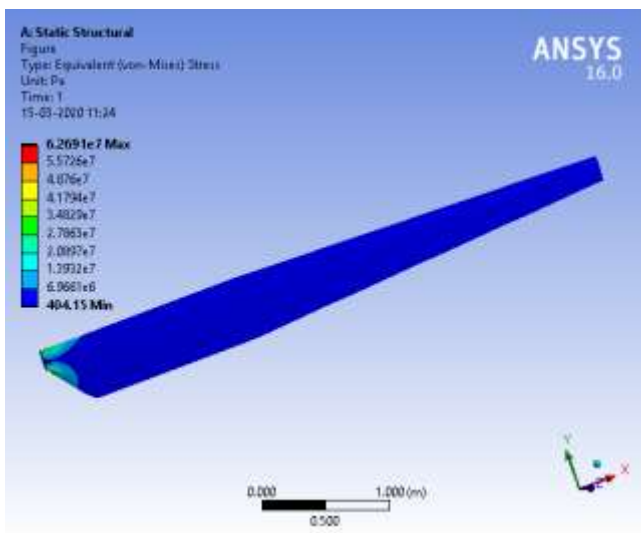 A: Static Structural
Figure
Type: Equivalent (von-Mises) Stress
Unit: Pa
Time: 1
15-03-2020 11:24
ANSYS
16.0
6.2691e7 Max
5.5726e7
4.876e7
4.1794e7
3.4829e7
2.7863e7
2.0897e7
1.3932e7
6.9661e6
404.15 Min
Y
X
Z
0.000 1.000 (m)
0.500